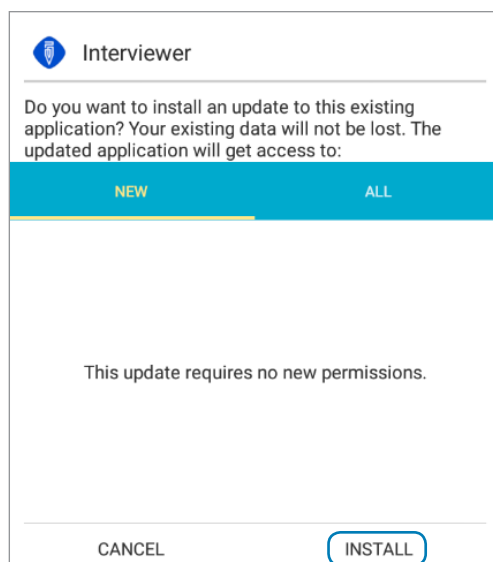 Interviewer
Do you want to install an update to this existing
application? Your existing data will not be lost. The
updated application will get access to:
NEW ALL
This update requires no new permissions.
CANCEL INSTALL